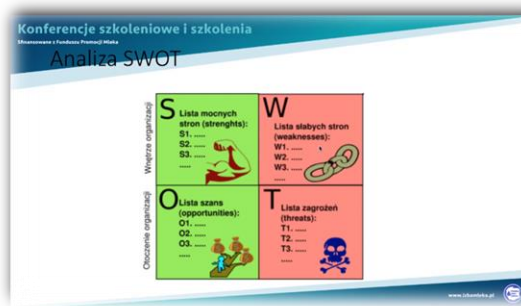 Konferencje szkoleniowe i szkolenia
Sfinansowane z Funduszu Promocji Mleka
Analiza SWOT
Wnętrze organizacji
S
Lista mocnych
stron (strenghts):
S1. .....
S2. .....
S3. .....
.....
W
Lista słabych stron
(weaknesses):
W1. .....
W2. .....
W3. .....
.....
Otoczenie organizacji
O
Lista szans
(opportunities):
O1. .....
O2. .....
O3. .....
.....
T
Lista zagrożeń
(threats):
T1. .....
T2. .....
T3. .....
.....